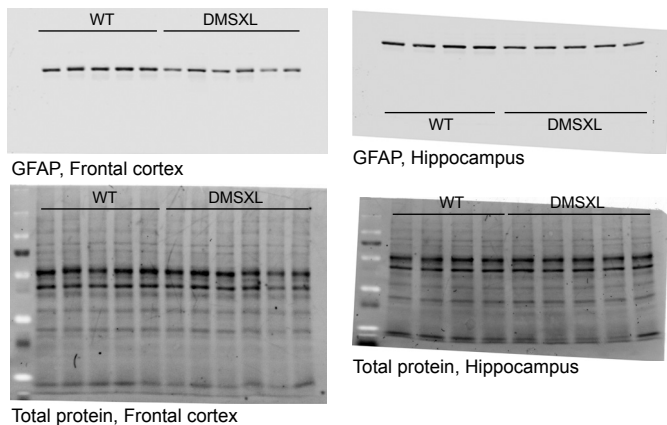 WT DMSXL
GFAP, Frontal cortex
WT DMSXL
GFAP, Hippocampus
WT DMSXL
Total protein, Frontal cortex
WT DMSXL
Total protein, Hippocampus